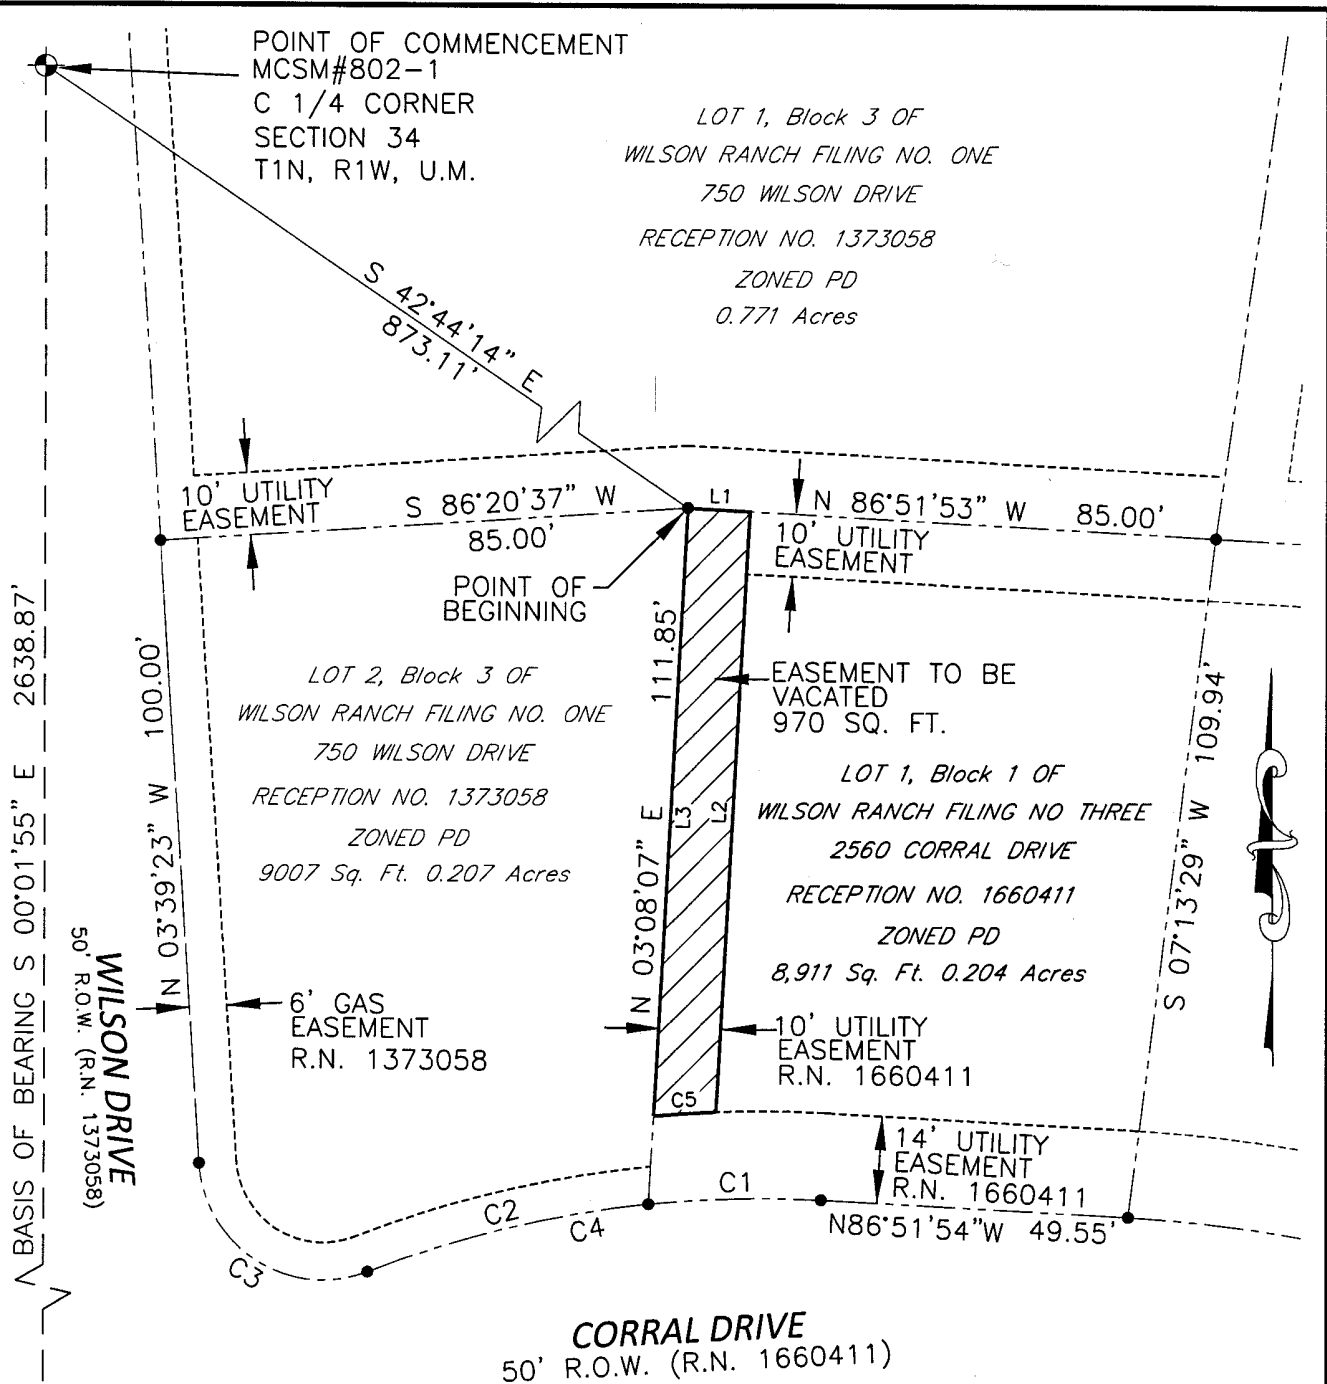 POINT OF COMMENCEMENT
MCSM#802-1
C 1/4 CORNER
SECTION 34
T1N, R1W, U.M.
LOT 1, Block 3 OF
WILSON RANCH FILING NO. ONE
750 WILSON DRIVE
RECEPTION NO. 1373058
ZONED PD
0.771 Acres
S 42°44'14" E
873.11'
10' UTILITY
EASEMENT
S 86°20'37" W
85.00'
L1
N 86°51'53" W 85.00'
10' UTILITY
EASEMENT
POINT OF
BEGINNING
BASIS OF BEARING S 00°01'55" E 2638.87'
N 03°39'23" W 100.00'
LOT 2, Block 3 OF
WILSON RANCH FILING NO. ONE
750 WILSON DRIVE
RECEPTION NO. 1373058
ZONED PD
9007 Sq. Ft. 0.207 Acres
N 03°08'07" E 111.85'
L3
L2
EASEMENT TO BE
VACATED
970 SQ. FT.
LOT 1, Block 1 OF
WILSON RANCH FILING NO THREE
2560 CORRAL DRIVE
RECEPTION NO. 1660411
ZONED PD
8,911 Sq. Ft. 0.204 Acres
S 07°13'29" W 109.94'
WILSON DRIVE
50' R.O.W. (R.N. 1373058)
6' GAS
EASEMENT
R.N. 1373058
10' UTILITY
EASEMENT
R.N. 1660411
C5
14' UTILITY
EASEMENT
R.N. 1660411
C1
C2
C4
C3
N86°51'54"W 49.55'
CORRAL DRIVE
50' R.O.W. (R.N. 1660411)